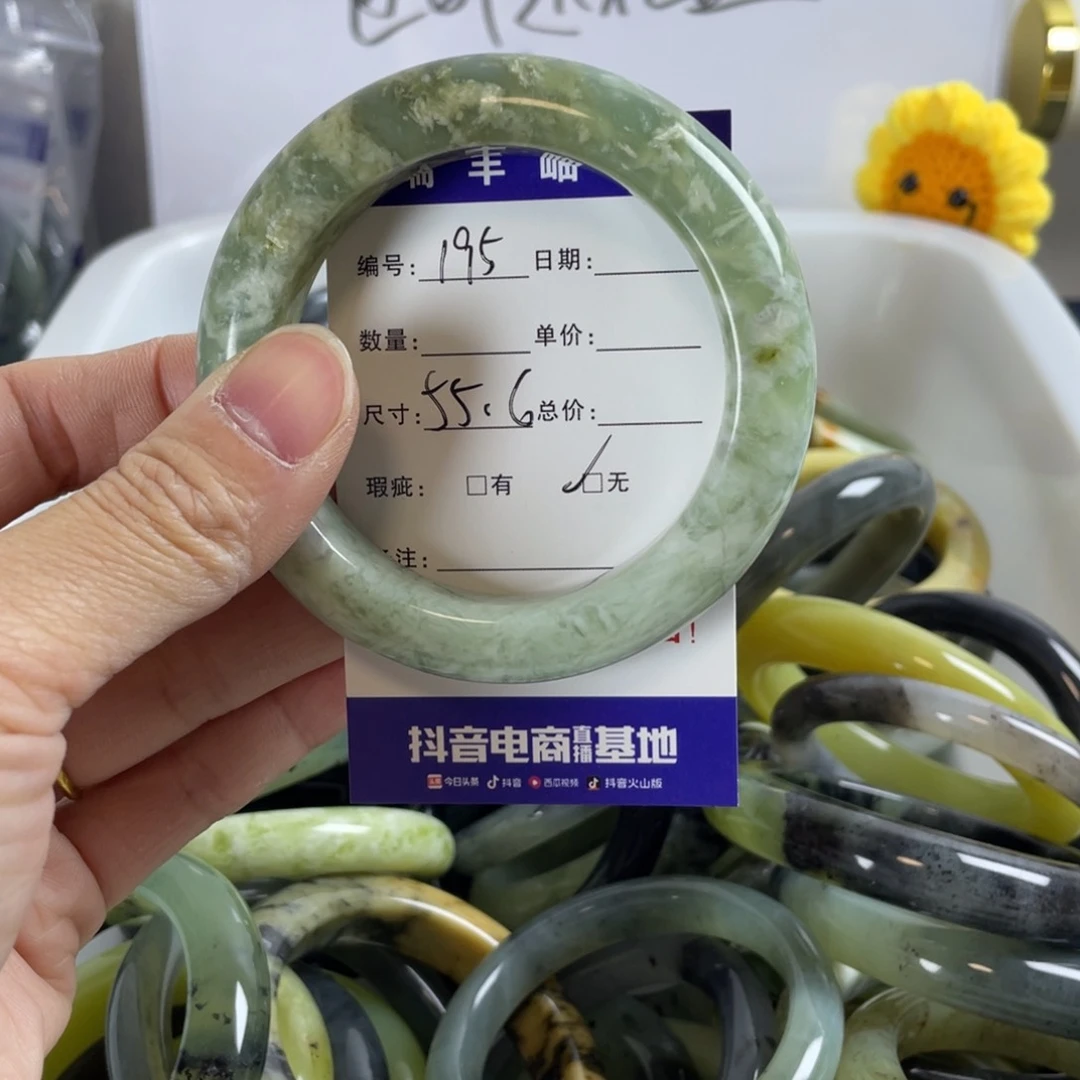 丰
编号: 195 日期:
数量: 单价:
尺寸: 55.6 总价:
瑕疵: □有 □无
注:
!
抖音电商直播基地
今日头条 抖音 西瓜视频 抖音火山版